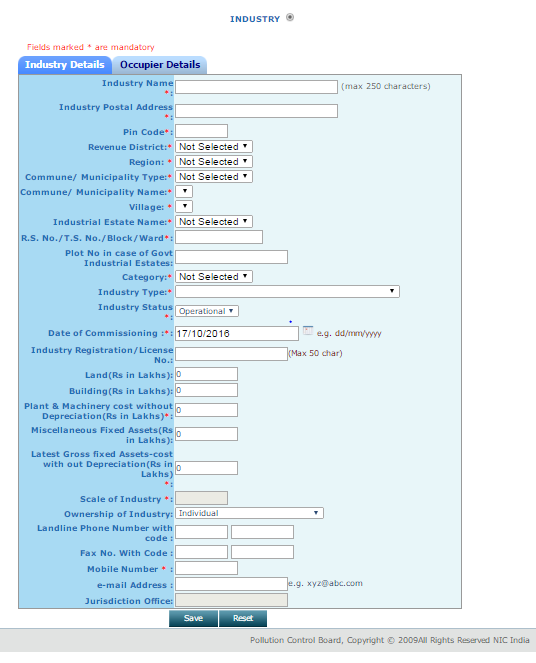 INDUSTRY
Fields marked * are mandatory
Industry Details Occupier Details
Industry Name
*: (max 250 characters)
Industry Postal Address
*:
Pin Code*:
Revenue District:* Not Selected
Region: * Not Selected
Commune/ Municipality Type:* Not Selected
Commune/ Municipality Name:*
Village: *
Industrial Estate Name:* Not Selected
R.S. No./T.S. No./Block/Ward*:
Plot No in case of Govt
Industrial Estates:
Category:* Not Selected
Industry Type:*
Industry Status
*: Operational
Date of Commissioning :*: 17/10/2016 e.g. dd/mm/yyyy
Industry Registration/License
No.: (Max 50 char)
Land(Rs in Lakhs): 0
Building(Rs in Lakhs): 0
Plant & Machinery cost without
Depreciation(Rs in Lakhs)*: 0
Miscellaneous Fixed Assets(Rs
in Lakhs): 0
Latest Gross fixed Assets-cost
with out Depreciation(Rs in
Lakhs) 0
*:
Scale of Industry *:
Ownership of Industry: Individual
Landline Phone Number with
code :
Fax No. With Code :
Mobile Number * :
e-mail Address : e.g. xyz@abc.com
Jurisdiction Office:
Save Reset
Pollution Control Board, Copyright © 2009All Rights Reserved NIC India